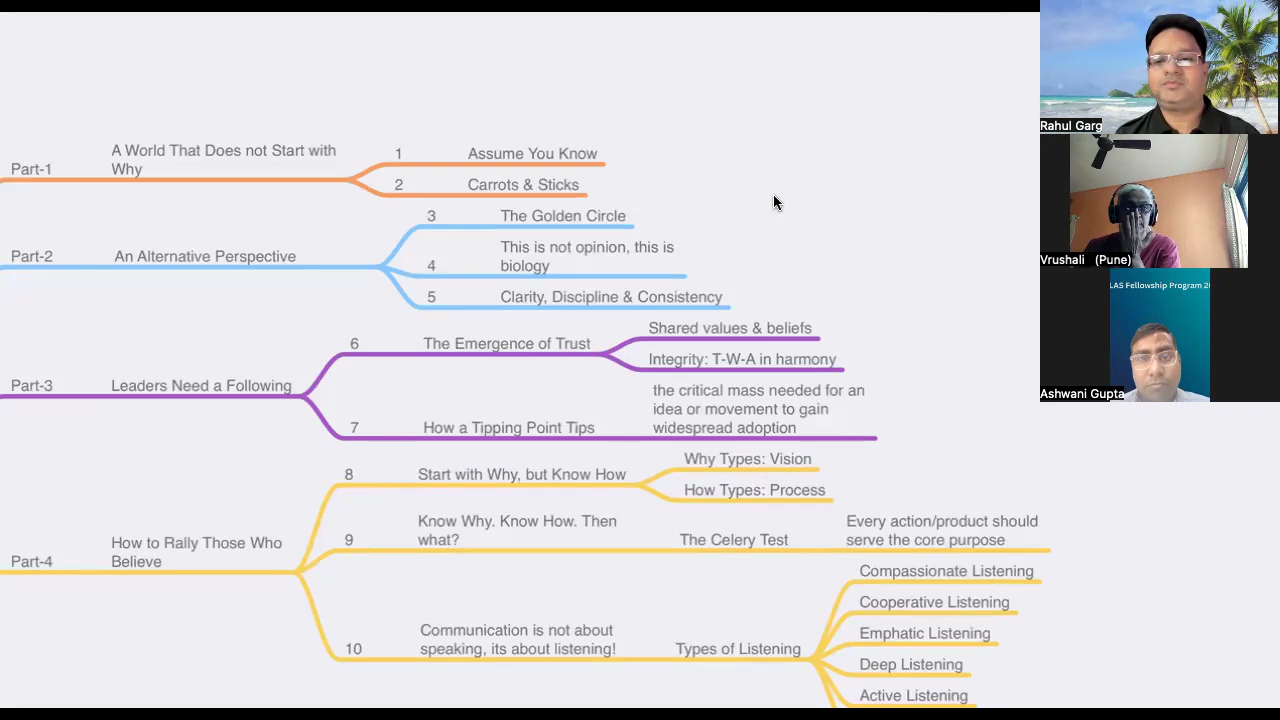 Part-1
A World That Does not Start with
Why
1
Assume You Know
2
Carrots & Sticks
Part-2
An Alternative Perspective
3
The Golden Circle
4
This is not opinion, this is
biology
5
Clarity, Discipline & Consistency
Part-3
Leaders Need a Following
6
The Emergence of Trust
Shared values & beliefs
Integrity: T-W-A in harmony
7
How a Tipping Point Tips
the critical mass needed for an
idea or movement to gain
widespread adoption
Part-4
How to Rally Those Who
Believe
8
Start with Why, but Know How
Why Types: Vision
How Types: Process
9
Know Why. Know How. Then
what?
The Celery Test
Every action/product should
serve the core purpose
10
Communication is not about
speaking, its about listening!
Types of Listening
Compassionate Listening
Cooperative Listening
Emphatic Listening
Deep Listening
Active Listening
Rahul Garg
Vrushali (Pune)
LAS Fellowship Program
Ashwani Gupta